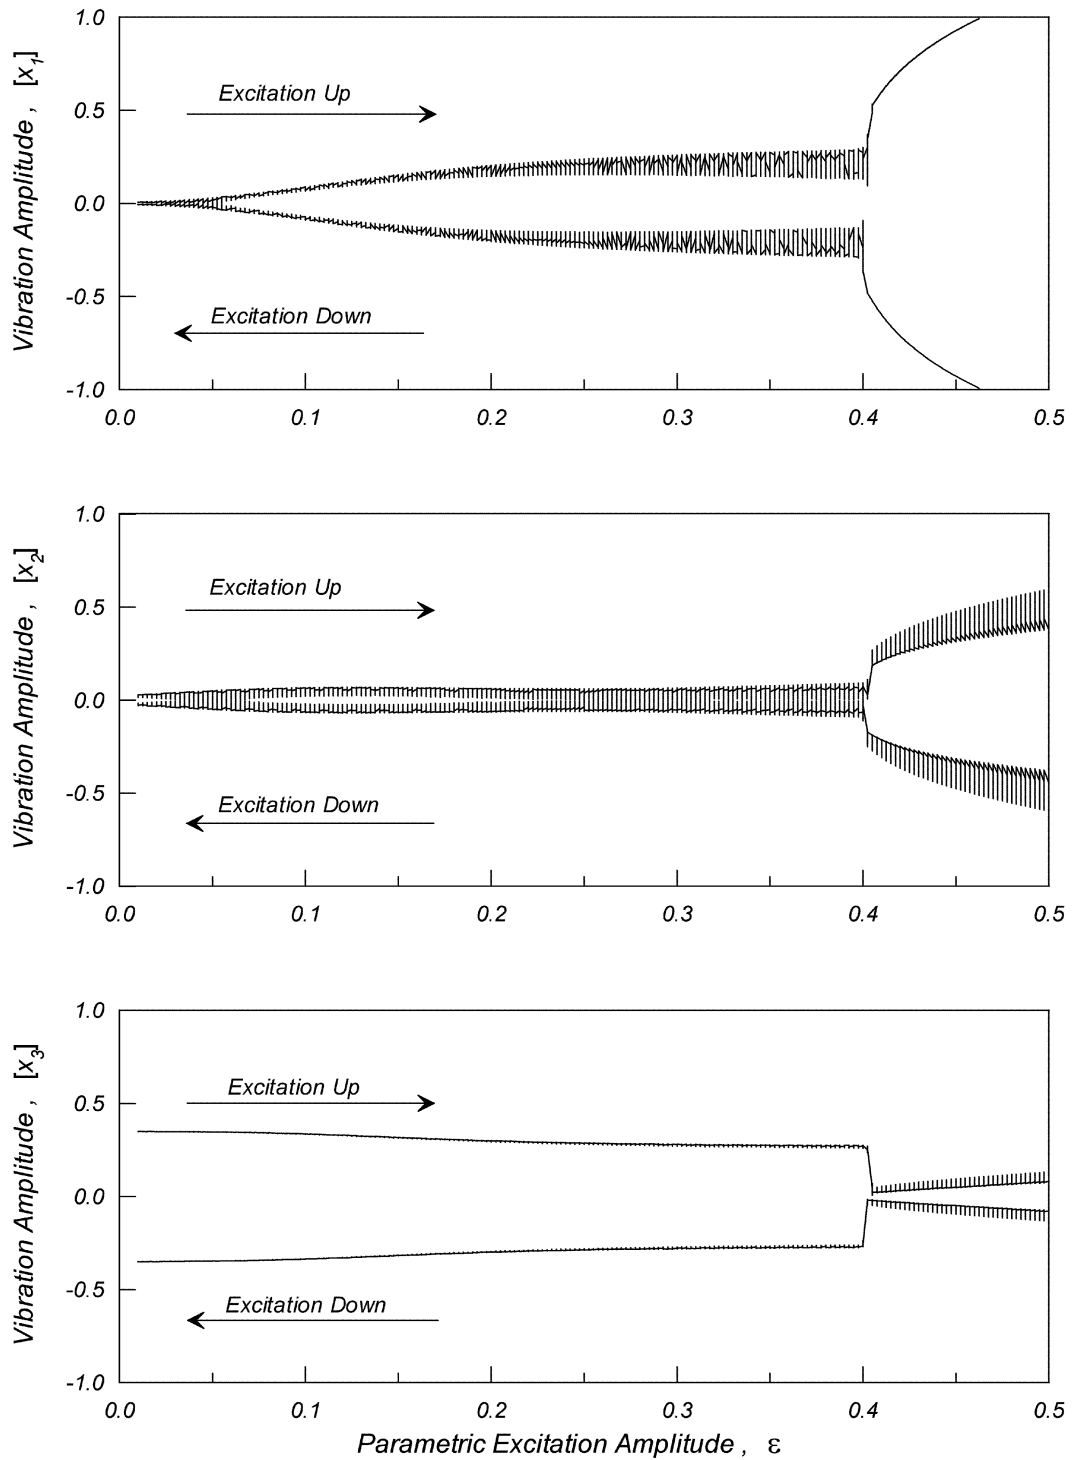 Vibration Amplitude , [x1]
1.0
0.5
0.0
-0.5
-1.0
Excitation Up
Excitation Down
0.0 0.1 0.2 0.3 0.4 0.5
Vibration Amplitude , [x2]
1.0
0.5
0.0
-0.5
-1.0
Excitation Up
Excitation Down
0.0 0.1 0.2 0.3 0.4 0.5
Vibration Amplitude , [x3]
1.0
0.5
0.0
-0.5
-1.0
Excitation Up
Excitation Down
0.0 0.1 0.2 0.3 0.4 0.5
Parametric Excitation Amplitude , ε